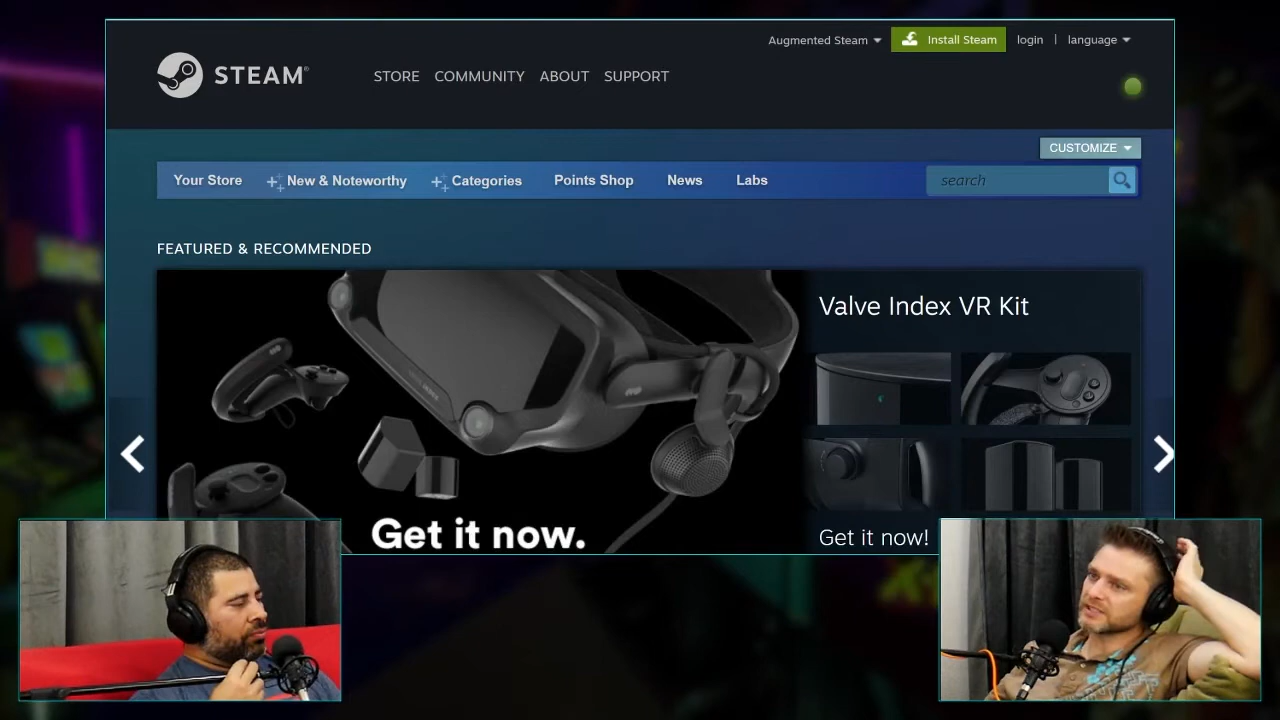 Augmented Steam
Install Steam
login | language
STEAM®
STORE COMMUNITY ABOUT SUPPORT
CUSTOMIZE
Your Store New & Noteworthy Categories Points Shop News Labs
search
FEATURED & RECOMMENDED
Valve Index VR Kit
Get it now.
Get it now!